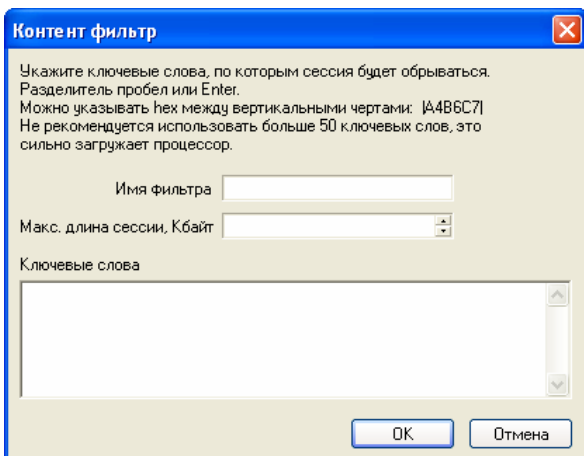 Контент фильтр
Укажите ключевые слова, по которым сессия будет обрываться.
Разделитель пробел или Enter.
Можно указывать hex между вертикальными чертами: |A4B6C7|
Не рекомендуется использовать больше 50 ключевых слов, это
сильно загружает процессор.
Имя фильтра
Макс. длина сессии, Кбайт
Ключевые слова
OK Отмена